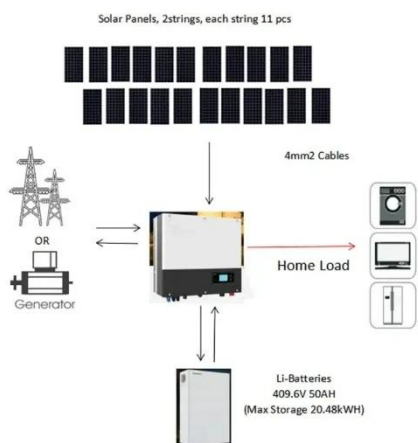 Solar Panels, 2strings, each string 11 pcs
4mm2 Cables
OR
Generator
Home Load
Li-Batteries
409.6V 50AH
(Max Storage 20.48kWH)